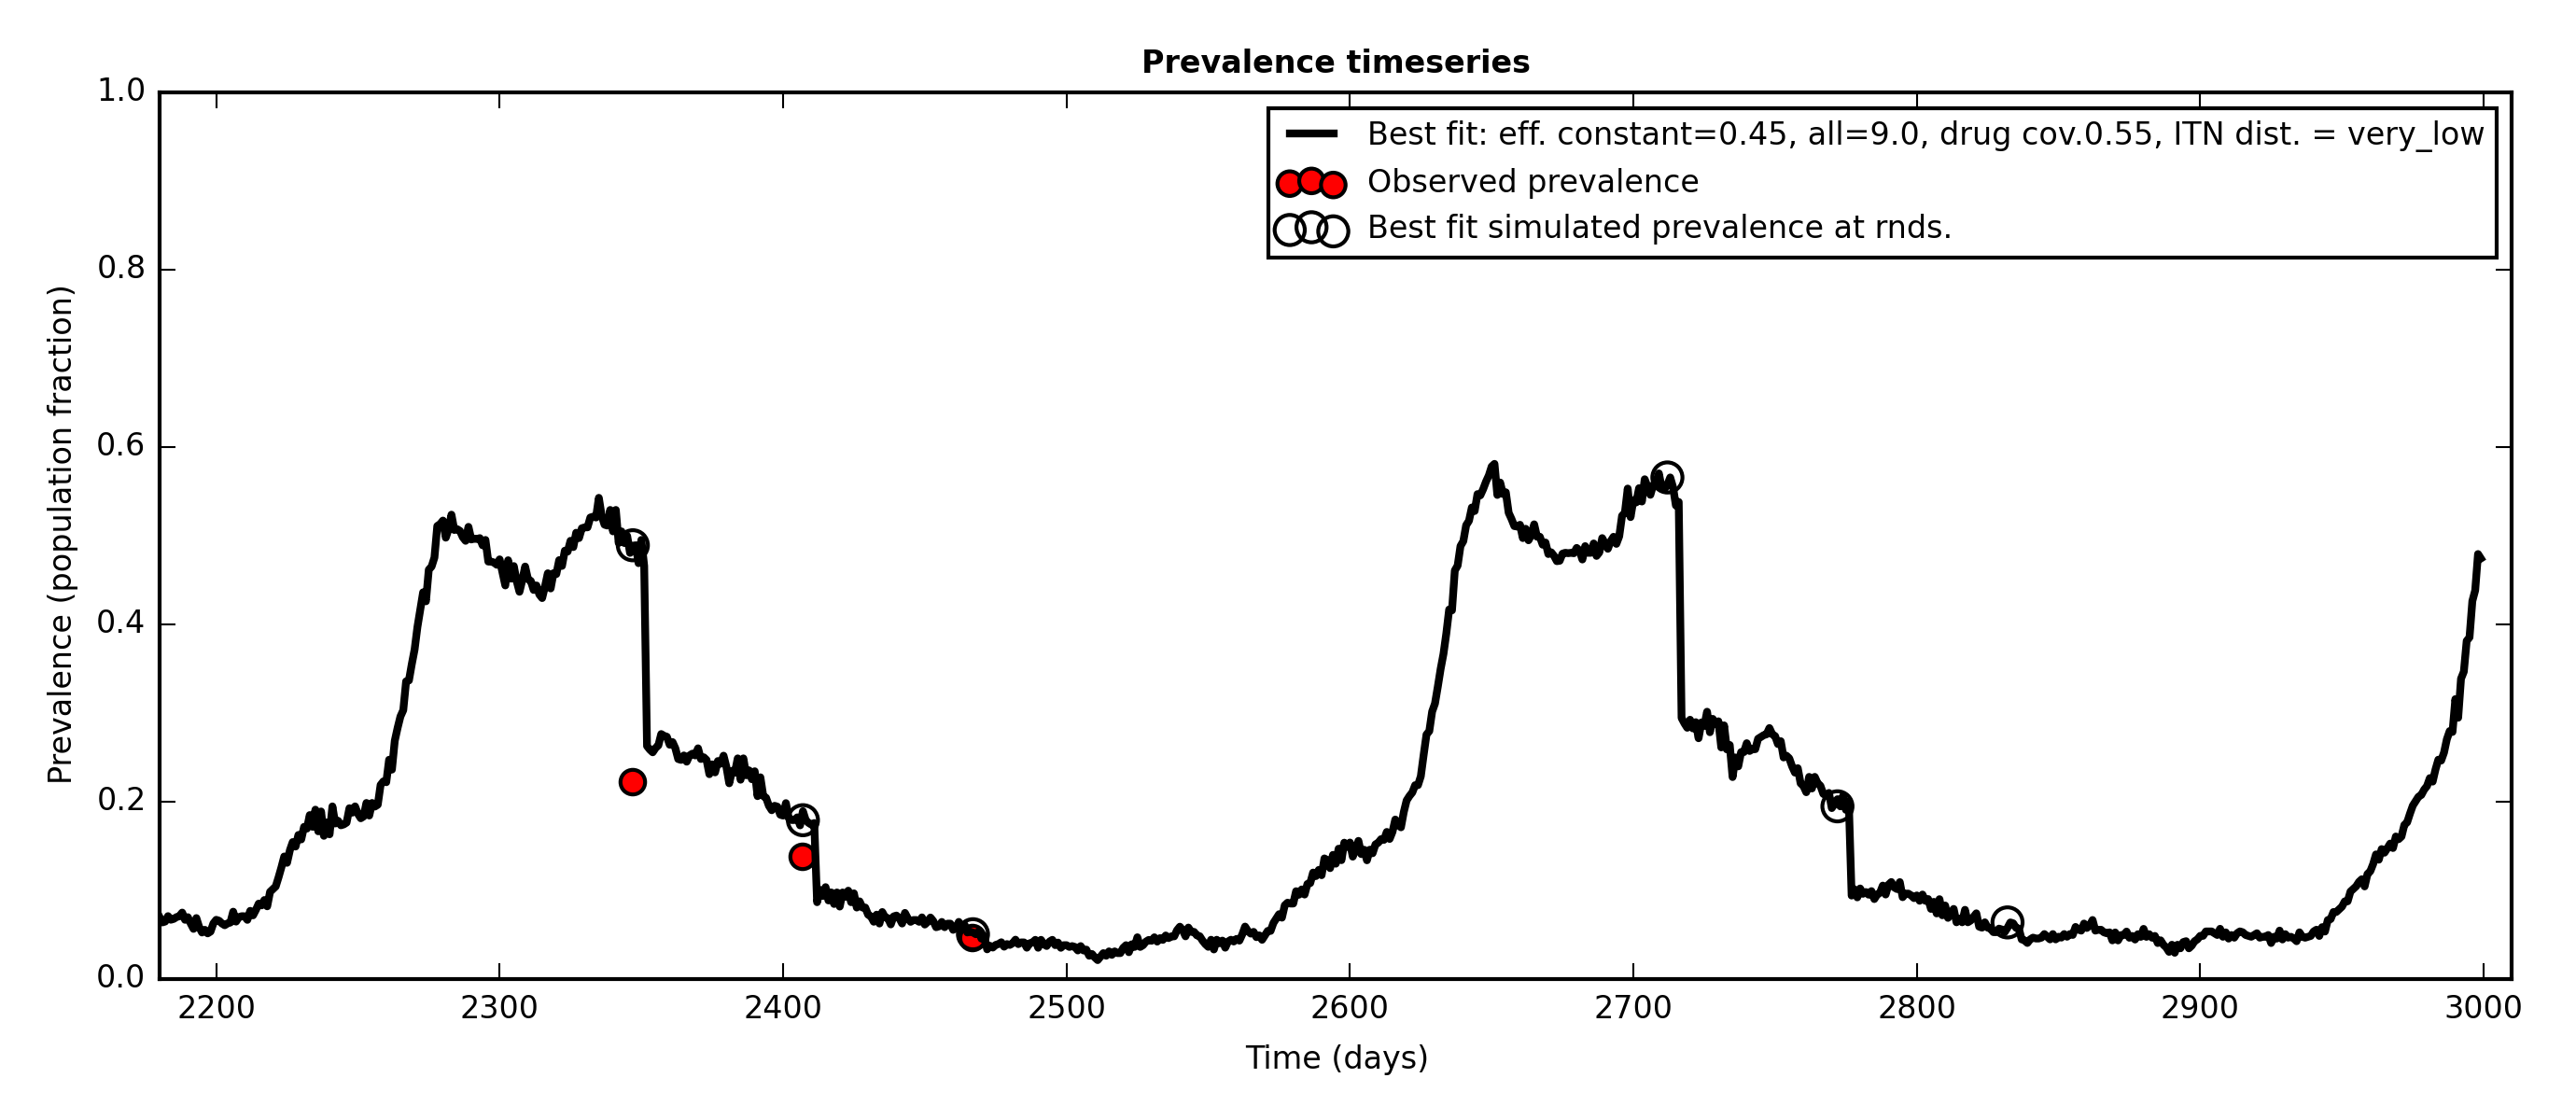 Prevalence timeseries
1.0
0.8
0.6
0.4
0.2
0.0
Prevalence (population fraction)
Best fit: eff. constant=0.45, all=9.0, drug cov.0.55, ITN dist. = very_low
Observed prevalence
Best fit simulated prevalence at rnds.
2200 2300 2400 2500 2600 2700 2800 2900 3000
Time (days)